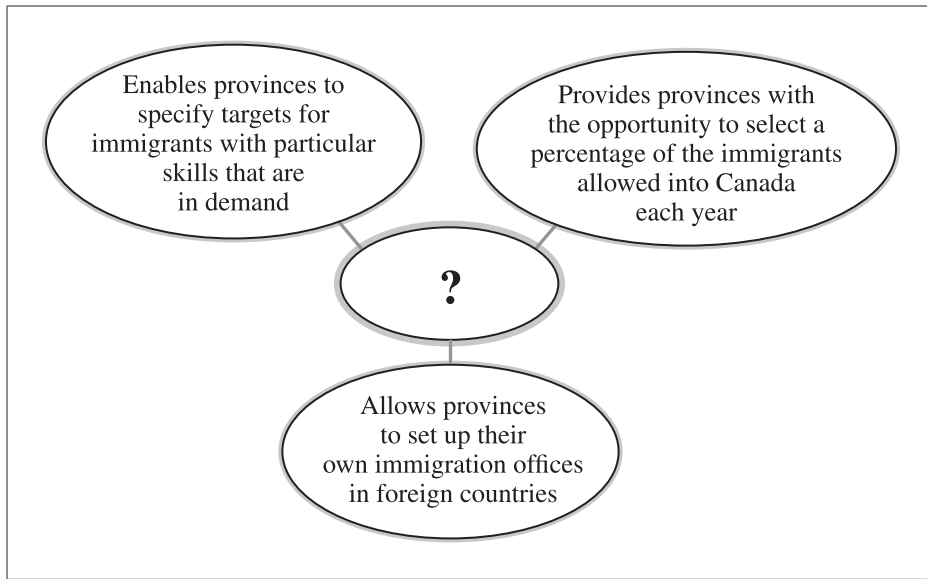 Enables provinces to
specify targets for
immigrants with particular
skills that are
in demand
Provides provinces with
the opportunity to select a
percentage of the immigrants
allowed into Canada
each year
?
Allows provinces
to set up their
own immigration offices
in foreign countries